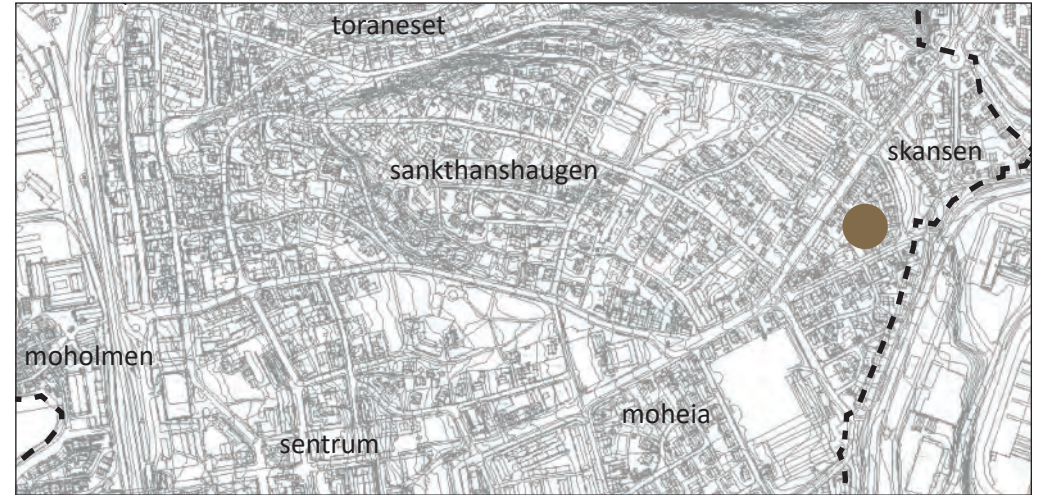 toraneset
skansen
sankthanshaugen
moholmen
moheia
sentrum